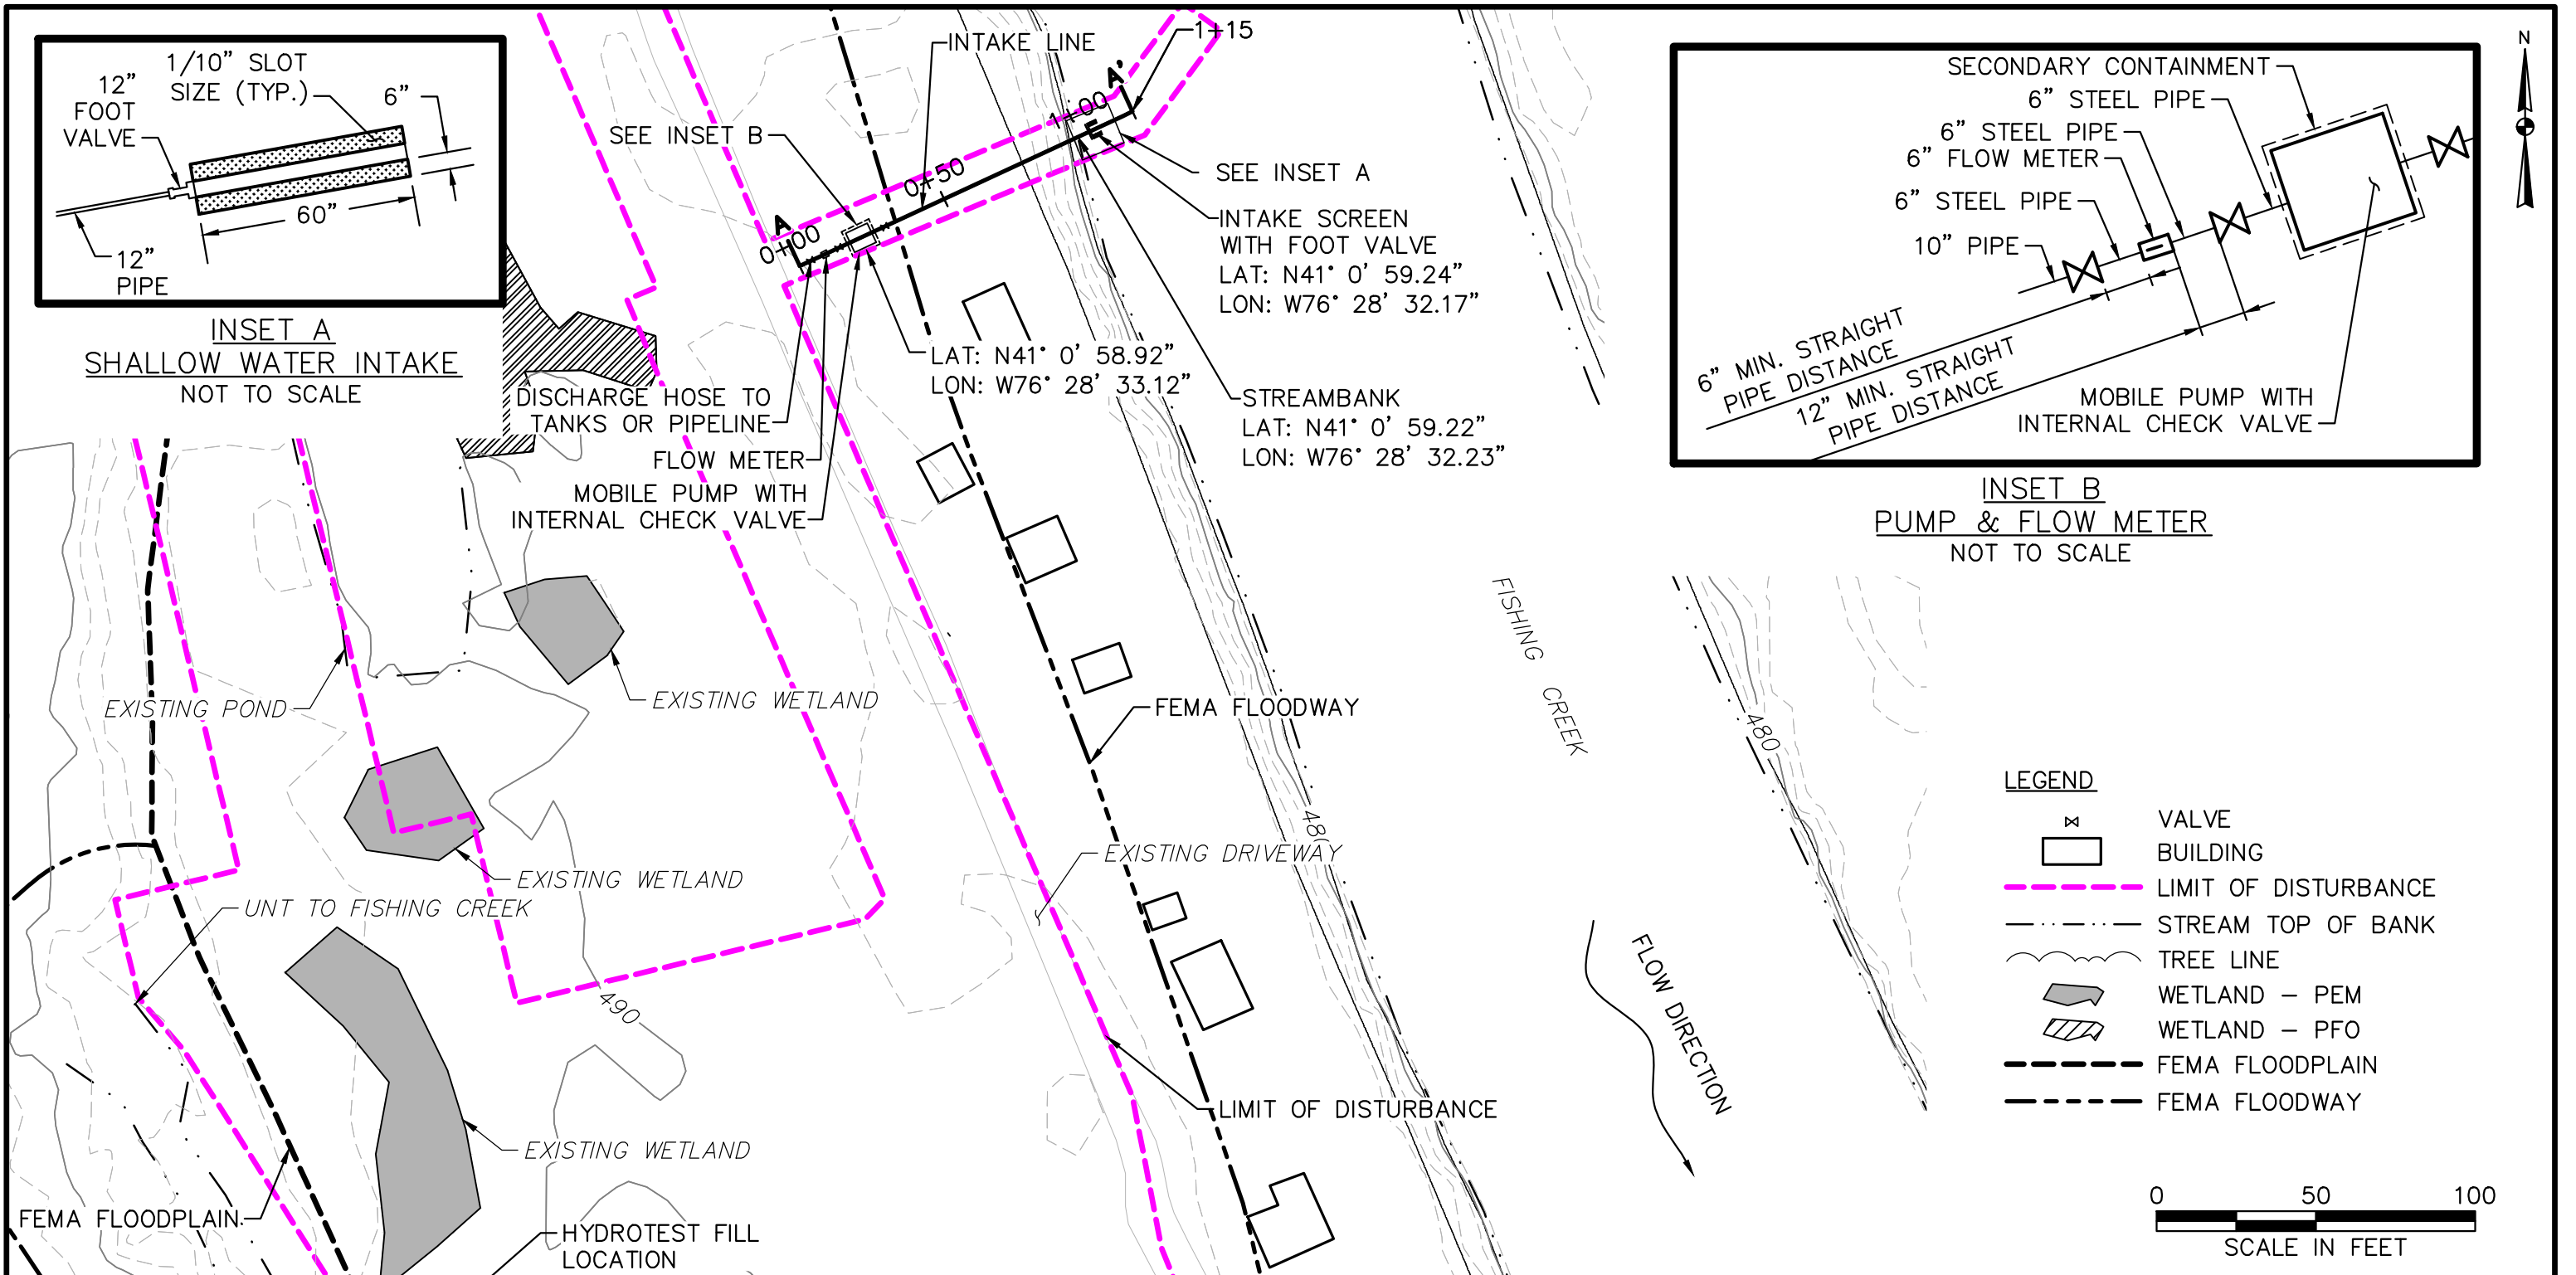 1/10” SLOT
SIZE (TYP.)
12”
FOOT
VALVE
6”
60”
12”
PIPE
INSET A
SHALLOW WATER INTAKE
NOT TO SCALE
INTAKE LINE
1+15
A'
1+00
SEE INSET B
0+50
A
0+00
SEE INSET A
INTAKE SCREEN
WITH FOOT VALVE
LAT: N41° 0' 59.24”
LON: W76° 28' 32.17”
LAT: N41° 0' 58.92”
LON: W76° 28' 33.12”
DISCHARGE HOSE TO
TANKS OR PIPELINE
FLOW METER
MOBILE PUMP WITH
INTERNAL CHECK VALVE
STREAMBANK
LAT: N41° 0' 59.22”
LON: W76° 28' 32.23”
SECONDARY CONTAINMENT
6” STEEL PIPE
6” STEEL PIPE
6” FLOW METER
6” STEEL PIPE
10” PIPE
6” MIN. STRAIGHT
PIPE DISTANCE
12” MIN. STRAIGHT
PIPE DISTANCE
MOBILE PUMP WITH
INTERNAL CHECK VALVE
INSET B
PUMP & FLOW METER
NOT TO SCALE
N
EXISTING POND
EXISTING WETLAND
EXISTING WETLAND
UNT TO FISHING CREEK
EXISTING WETLAND
FEMA FLOODPLAIN
HYDROTEST FILL
LOCATION
490
FEMA FLOODWAY
EXISTING DRIVEWAY
480
LIMIT OF DISTURBANCE
FISHING CREEK
480
FLOW DIRECTION
LEGEND
VALVE
BUILDING
LIMIT OF DISTURBANCE
STREAM TOP OF BANK
TREE LINE
WETLAND – PEM
WETLAND – PFO
FEMA FLOODPLAIN
FEMA FLOODWAY
0 50 100
SCALE IN FEET